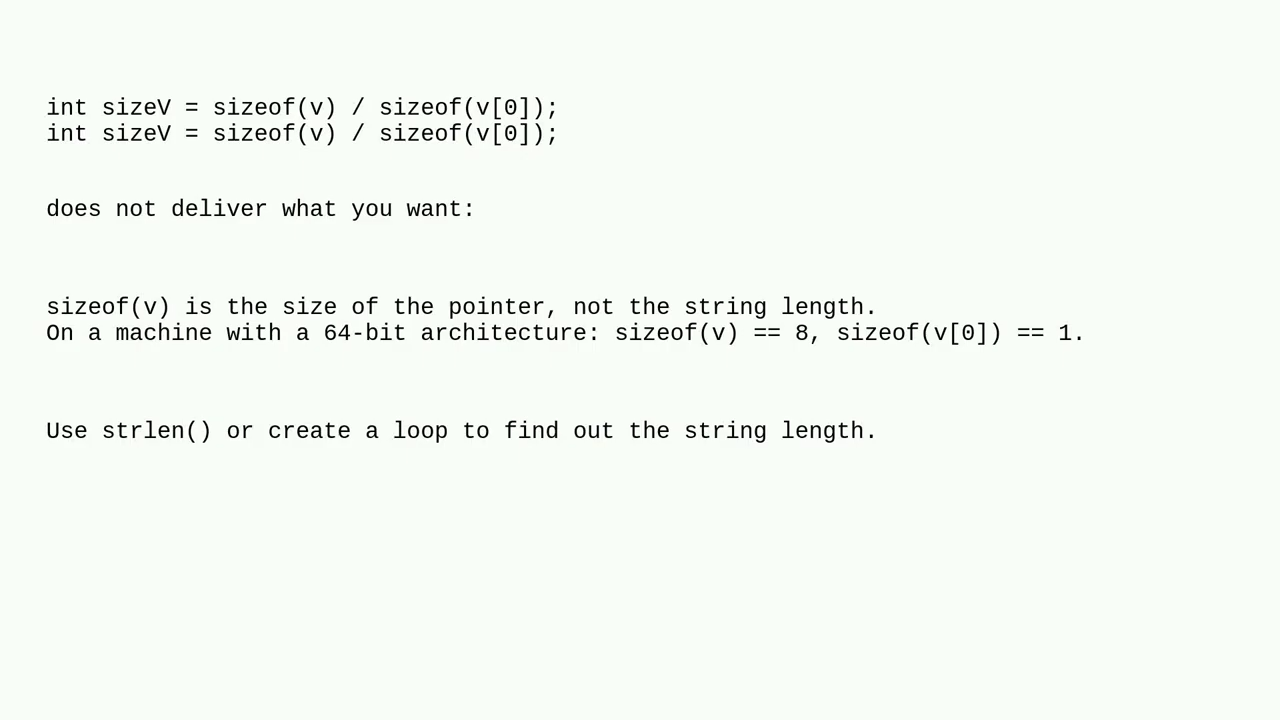 int sizeV = sizeof(v) / sizeof(v[0]);
int sizeV = sizeof(v) / sizeof(v[0]);
does not deliver what you want:
sizeof(v) is the size of the pointer, not the string length.
On a machine with a 64-bit architecture: sizeof(v) == 8, sizeof(v[0]) == 1.
Use strlen() or create a loop to find out the string length.